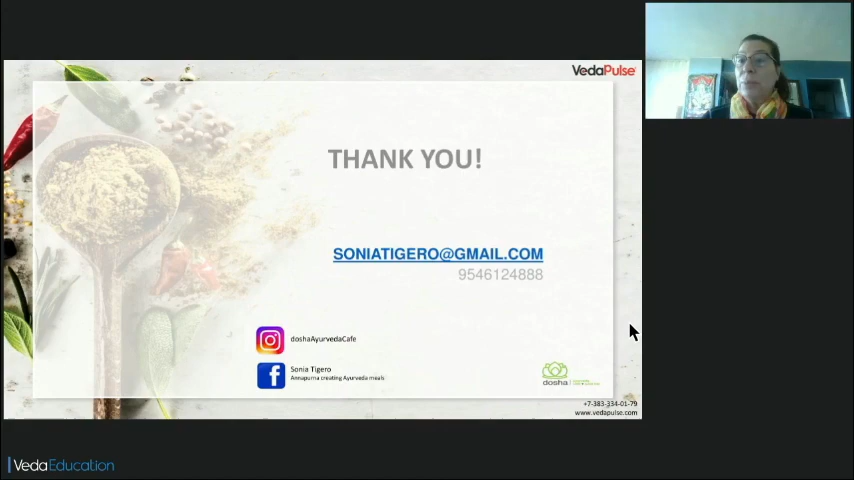 VedaPulse
THANK YOU!
SONIATIGERO@GMAIL.COM
9546124888
doshaAyurvedaCafe
Sonia Tigero
Annapurna creating Ayurveda meals
dosha
+7-383-334-01-79
www.vedapulse.com
VedaEducation